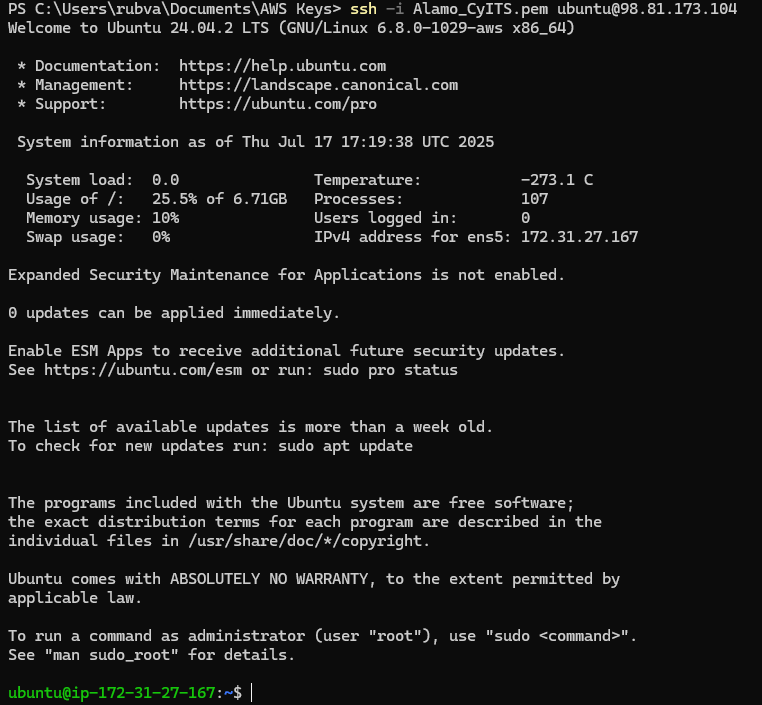 PS C:\Users\rubva\Documents\AWS Keys> ssh -i Alamo_CyITS.pem ubuntu@98.81.173.104
Welcome to Ubuntu 24.04.2 LTS (GNU/Linux 6.8.0-1029-aws x86_64)
* Documentation:  https://help.ubuntu.com
* Management:     https://landscape.canonical.com
* Support:        https://ubuntu.com/pro
System information as of Thu Jul 17 17:19:38 UTC 2025
System load:  0.0               Temperature:           -273.1 C
Usage of /:   25.5% of 6.71GB   Processes:             107
Memory usage: 10%               Users logged in:       0
Swap usage:   0%                IPv4 address for ens5: 172.31.27.167
Expanded Security Maintenance for Applications is not enabled.
0 updates can be applied immediately.
Enable ESM Apps to receive additional future security updates.
See https://ubuntu.com/esm or run: sudo pro status
The list of available updates is more than a week old.
To check for new updates run: sudo apt update
The programs included with the Ubuntu system are free software;
the exact distribution terms for each program are described in the
individual files in /usr/share/doc/*/copyright.
Ubuntu comes with ABSOLUTELY NO WARRANTY, to the extent permitted by
applicable law.
To run a command as administrator (user "root"), use "sudo <command>".
See "man sudo_root" for details.
ubuntu@ip-172-31-27-167:~$